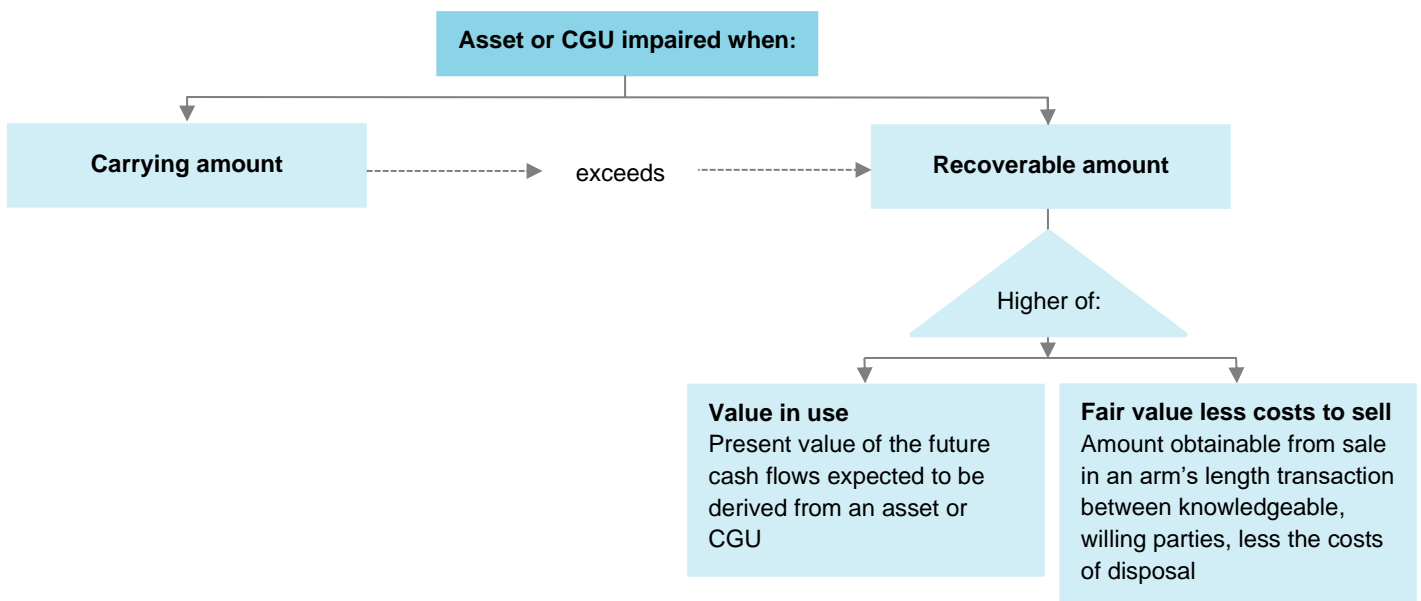 Asset or CGU impaired when:
Carrying amount
exceeds
Recoverable amount
Higher of:
Value in use
Present value of the future
cash flows expected to be
derived from an asset or
CGU
Fair value less costs to sell
Amount obtainable from sale
in an arm’s length transaction
between knowledgeable,
willing parties, less the costs
of disposal